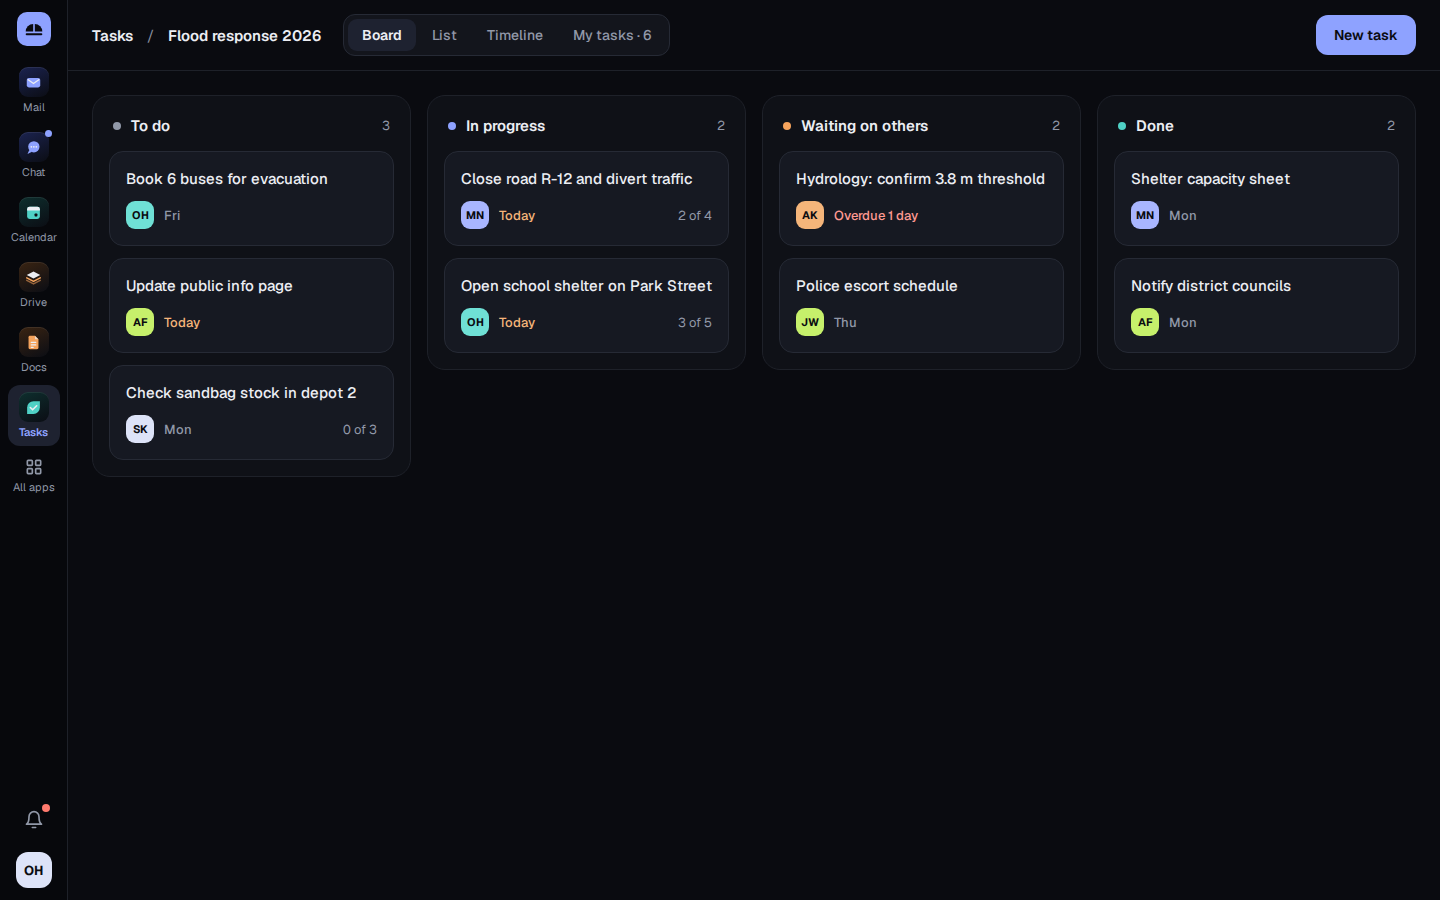 Tasks / Flood response 2026
Board
List
Timeline
My tasks · 6
New task
Mail
Chat
Calendar
Drive
Docs
Tasks
All apps
OH
To do
3
Book 6 buses for evacuation
OH
Fri
Update public info page
AF
Today
Check sandbag stock in depot 2
SK
Mon
0 of 3
In progress
2
Close road R-12 and divert traffic
MN
Today
2 of 4
Open school shelter on Park Street
OH
Today
3 of 5
Waiting on others
2
Hydrology: confirm 3.8 m threshold
AK
Overdue 1 day
Police escort schedule
JW
Thu
Done
2
Shelter capacity sheet
MN
Mon
Notify district councils
AF
Mon